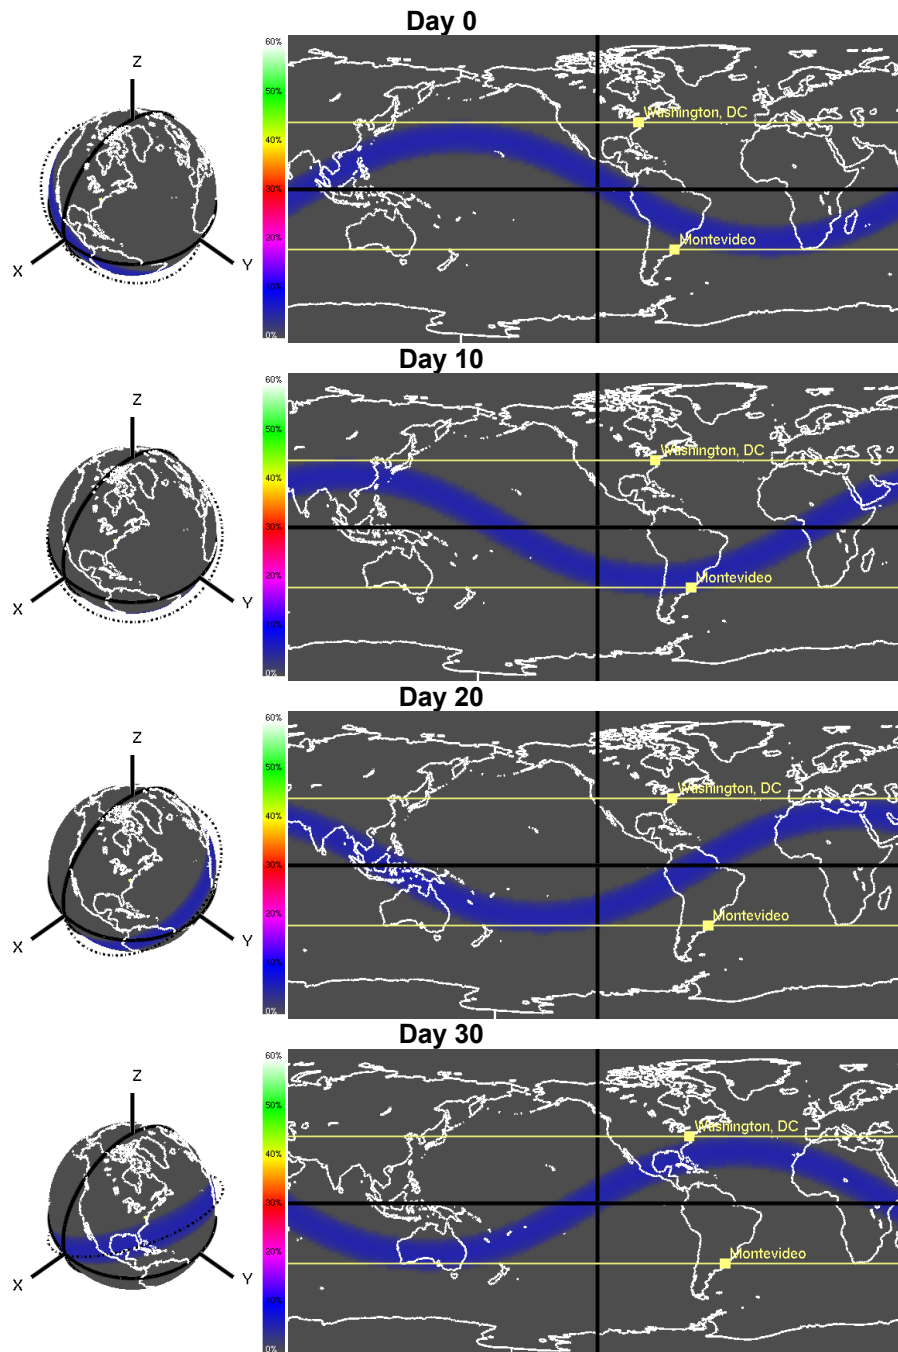 Day 0
Z
X
Y
60%
50%
40%
30%
20%
10%
0%
Washington, DC
Montevideo
Day 10
Z
X
Y
60%
50%
40%
30%
20%
10%
0%
Washington, DC
Montevideo
Day 20
Z
X
Y
60%
50%
40%
30%
20%
10%
0%
Washington, DC
Montevideo
Day 30
Z
X
Y
60%
50%
40%
30%
20%
10%
0%
Washington, DC
Montevideo